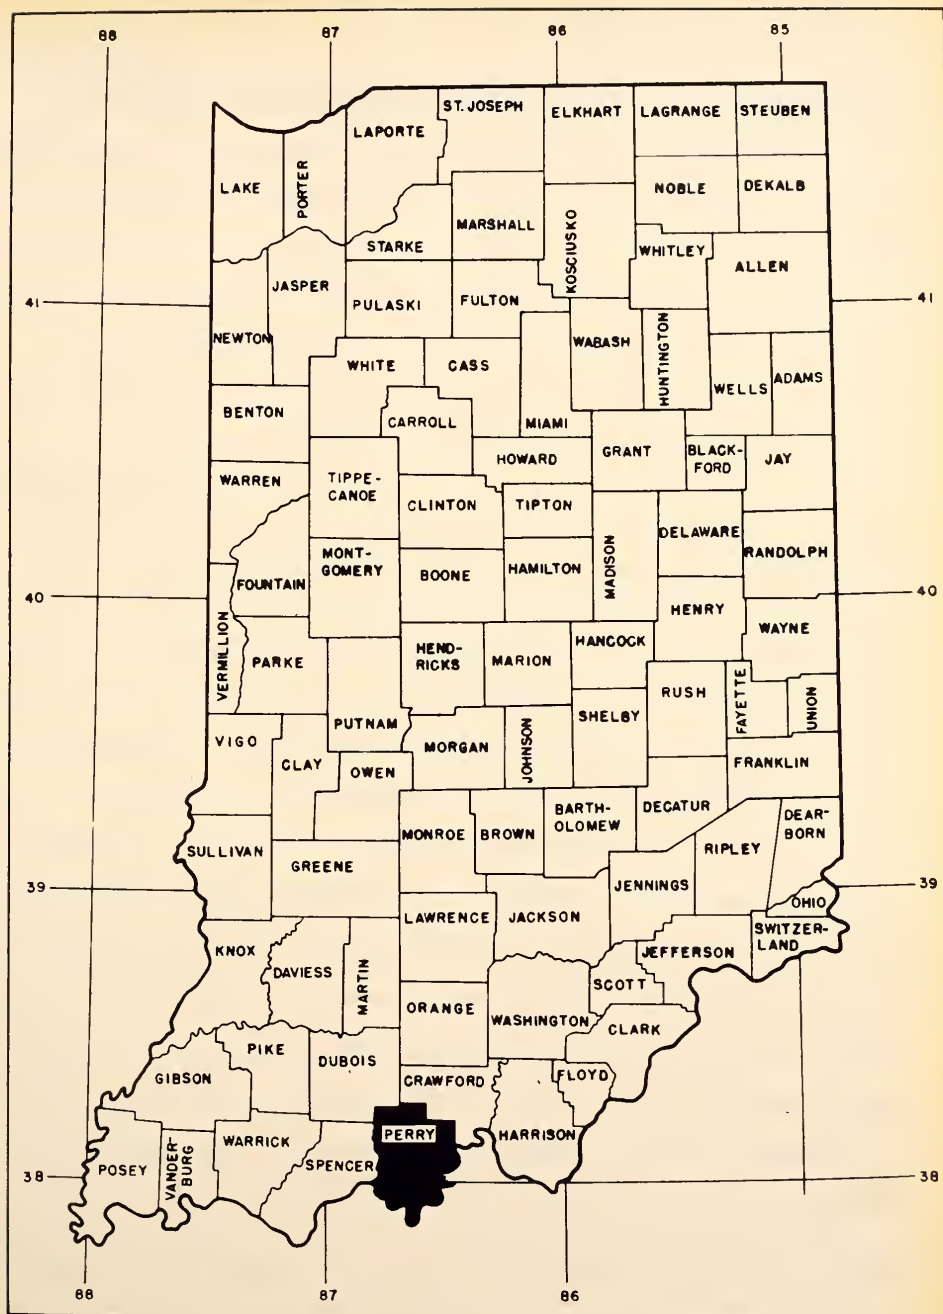 88
87
86
85
ST. JOSEPH
ELKHART
LAGRANGE
STEUBEN
LAPORTE
LAKE
PORTER
NOBLE
DEKALB
MARSHALL
STARKE
KOSCIUSKO
WHITLEY
ALLEN
JASPER
PULASKI
FULTON
41
41
NEWTON
WHITE
CASS
WABASH
HUNTINGTON
WELLS
ADAMS
BENTON
CARROLL
MIAMI
HOWARD
GRANT
BLACK-
FORD
JAY
WARREN
TIPPE-
CANOE
CLINTON
TIPTON
DELAWARE
RANDOLPH
MONT-
GOMERY
FOUNTAIN
BOONE
HAMILTON
MADISON
40
40
HENRY
WAYNE
VERMILLION
PARKE
HEND-
RICKS
MARION
HANCOCK
RUSH
FAYETTE
UNION
PUTNAM
SHELBY
VIGO
CLAY
OWEN
MORGAN
JOHNSON
FRANKLIN
DECATUR
BARTH-
OLOMEW
DEAR-
BORN
MONROE
BROWN
RIPLEY
SULLIVAN
GREENE
JENNINGS
39
39
OHIO
LAWRENCE
JACKSON
SWITZER-
LAND
KNOX
DAVIESS
MARTIN
JEFFERSON
SCOTT
ORANGE
WASHINGTON
CLARK
PIKE
DUBOIS
GIBSON
CRAWFORD
FLOYD
PERRY
HARRISON
WARRICK
POSEY
VANDER-
BURG
SPENCER
38
38
88
87
86